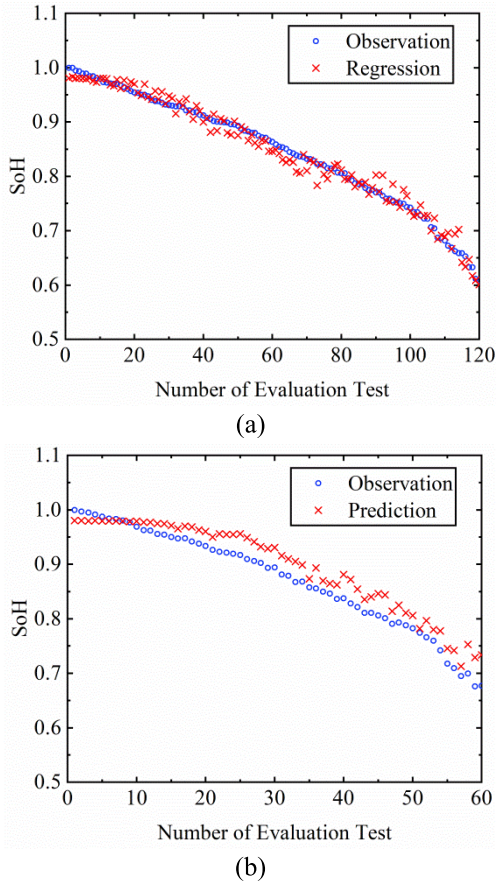 1.1
Observation
Regression
1.0
0.9
SoH
0.8
0.7
0.6
0.5
0 20 40 60 80 100 120
Number of Evaluation Test
(a)
1.1
Observation
Prediction
1.0
0.9
SoH
0.8
0.7
0.6
0.5
0 10 20 30 40 50 60
Number of Evaluation Test
(b)